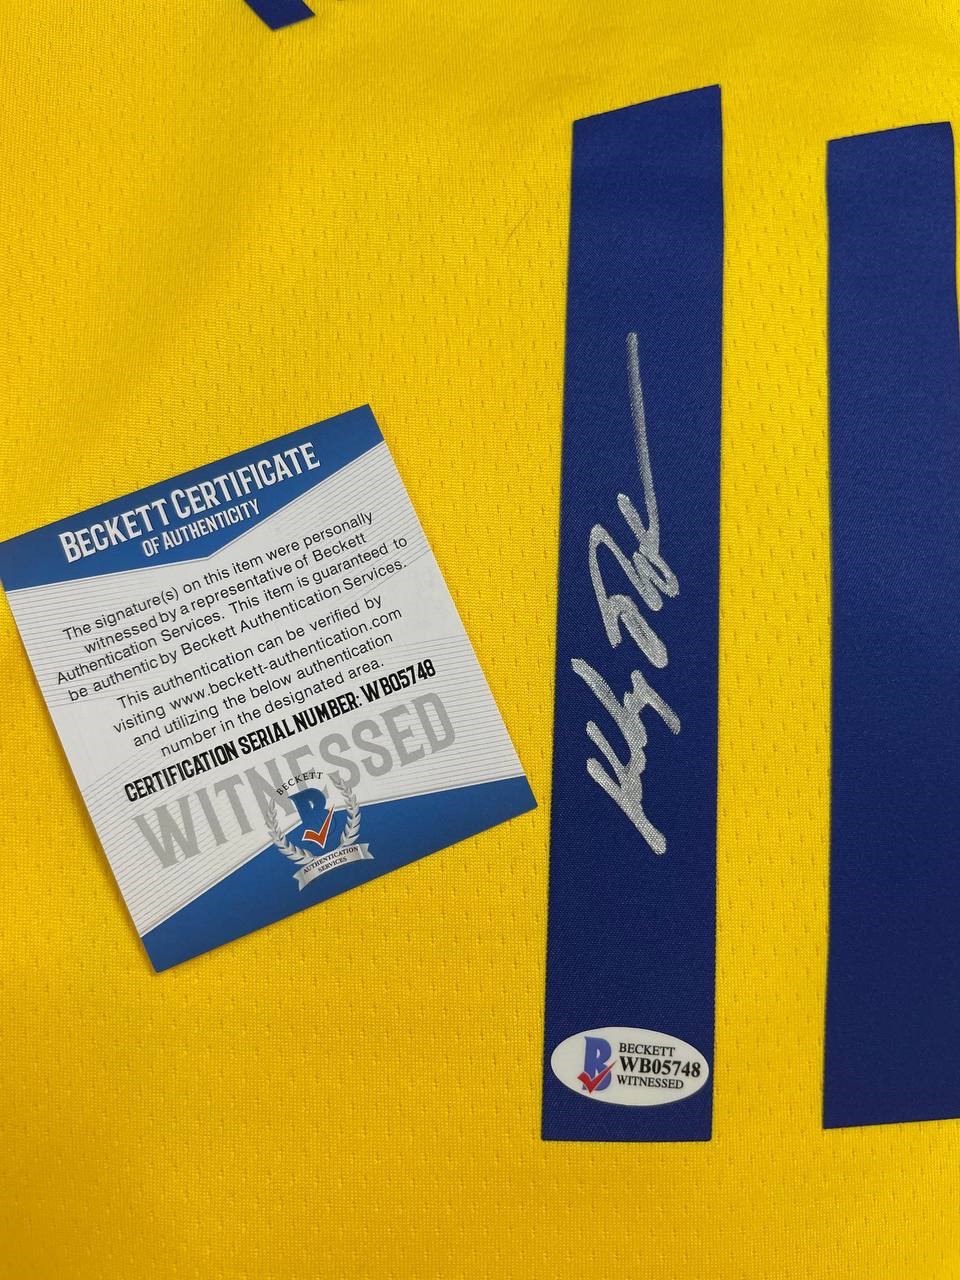 BECKETT CERTIFICATE
OF AUTHENTICITY
The signature(s) on this item were personally
witnessed by a representative of Beckett
Authentication Services. This item is guaranteed to
be authentic by Beckett Authentication Services.
This authentication can be verified by
visiting www.beckett-authentication.com
and utilizing the below authentication
number in the designated area.
CERTIFICATION SERIAL NUMBER: WB05748
WITNESSED
BECKETT
B
AUTHENTICATION
SERVICES
11
B
BECKETT
WB05748
WITNESSED